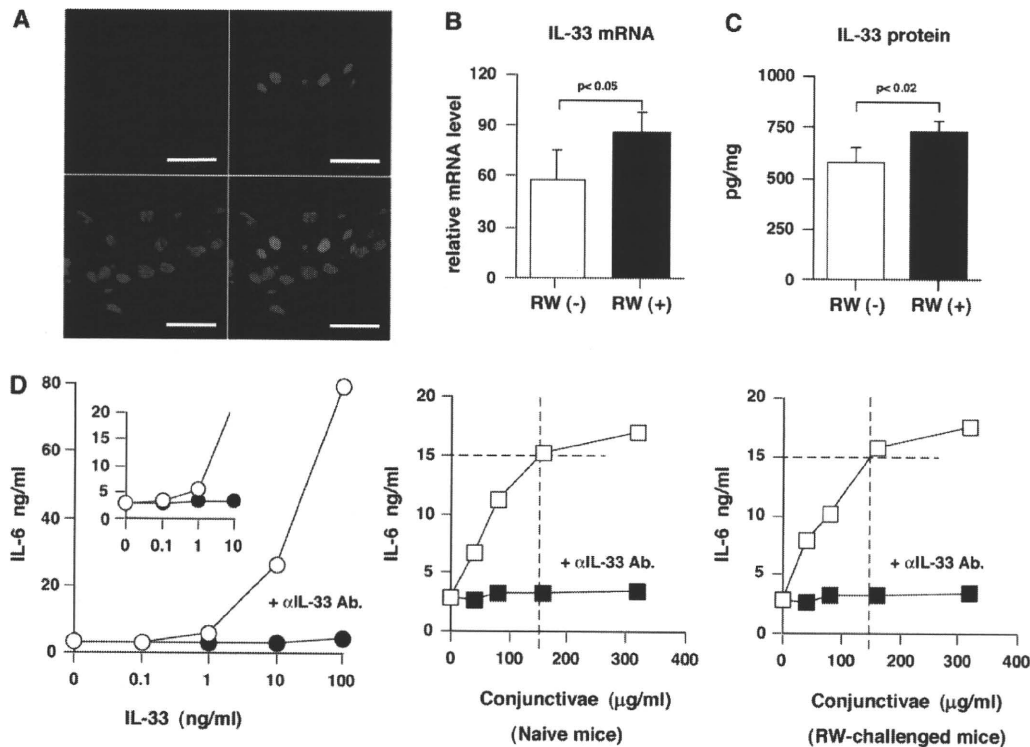 A
B
IL-33 mRNA
relative mRNA level
120
90
60
30
0
p< 0.05
RW (-)
RW (+)
C
IL-33 protein
pg/mg
1000
750
500
250
0
p< 0.02
RW (-)
RW (+)
D
IL-6 ng/ml
80
60
40
20
0
20
15
10
5
0
0 0.1 1 10
+ αIL-33 Ab.
0 0.1 1 10 100
IL-33 (ng/ml)
IL-6 ng/ml
20
15
10
5
0
+ αIL-33 Ab.
0 100 200 300 400
Conjunctivae (μg/ml)
(Naive mice)
IL-6 ng/ml
20
15
10
5
0
+ αIL-33 Ab.
0 100 200 300 400
Conjunctivae (μg/ml)
(RW-challenged mice)